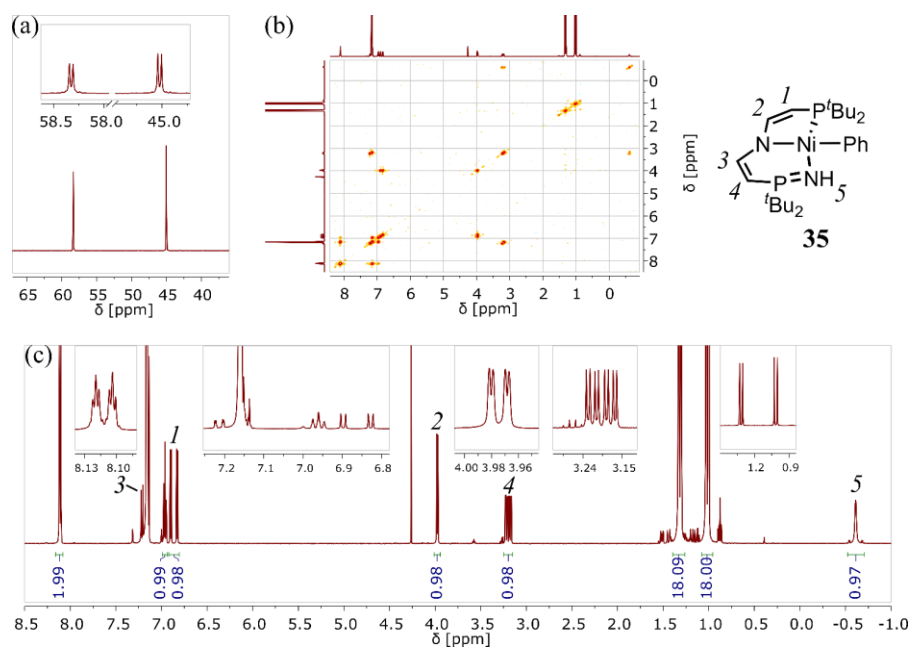 (a)
58.5 58.0 45.0
65 60 55 50 45 40
δ [ppm]
(b)
0
1
2
3
4
5
6
7
8
δ [ppm]
8 7 6 5 4 3 2 1 0
δ [ppm]
1
2
PᵗBu₂
N
Ni
Ph
3
4
P
NH
5
ᵗBu₂
35
(c)
8.13 8.10
7.2 7.1 7.0 6.9 6.8
4.00 3.98 3.96
3.24 3.15
1.2 0.9
1
2
3
4
5
1.99 0.99 0.98 0.98 0.98 18.09 18.00 0.97
8.5 8.0 7.5 7.0 6.5 6.0 5.5 5.0 4.5 4.0 3.5 3.0 2.5 2.0 1.5 1.0 0.5 0.0 -0.5 -1.0
δ [ppm]